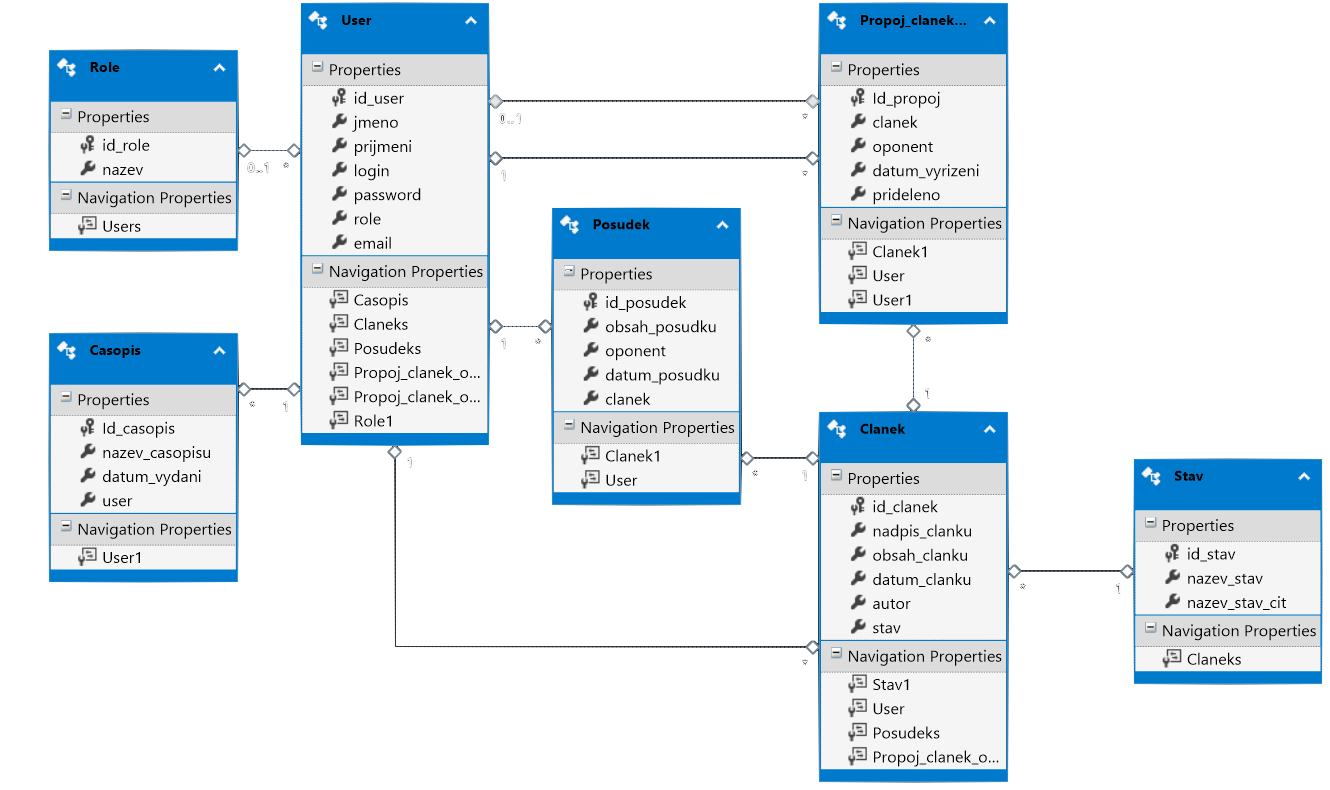 Role
Properties
id_role
nazev
Navigation Properties
Users
Casopis
Properties
Id_casopis
nazev_casopisu
datum_vydani
user
Navigation Properties
User1
User
Properties
id_user
jmeno
prijmeni
login
password
role
email
Navigation Properties
Casopis
Claneks
Posudeks
Propoj_clanek_o...
Propoj_clanek_o...
Role1
Posudek
Properties
id_posudek
obsah_posudku
oponent
datum_posudku
clanek
Navigation Properties
Clanek1
User
Propoj_clanek...
Properties
Id_propoj
clanek
oponent
datum_vyrizeni
prideleno
Navigation Properties
Clanek1
User
User1
Clanek
Properties
id_clanek
nadpis_clanku
obsah_clanku
datum_clanku
autor
stav
Navigation Properties
Stav1
User
Posudeks
Propoj_clanek_o...
Stav
Properties
id_stav
nazev_stav
nazev_stav_cit
Navigation Properties
Claneks
0..1 *
* 1
0..1 *
1 *
1 *
* 1
*
1
1 *
* 1